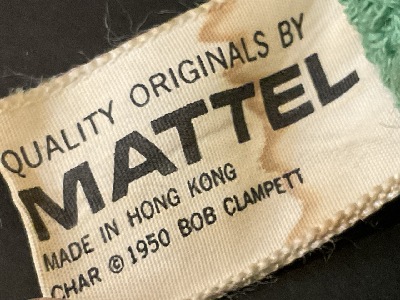 QUALITY ORIGINALS BY
MATTEL
MADE IN HONG KONG
CHAR © 1950 BOB CLAMPETT